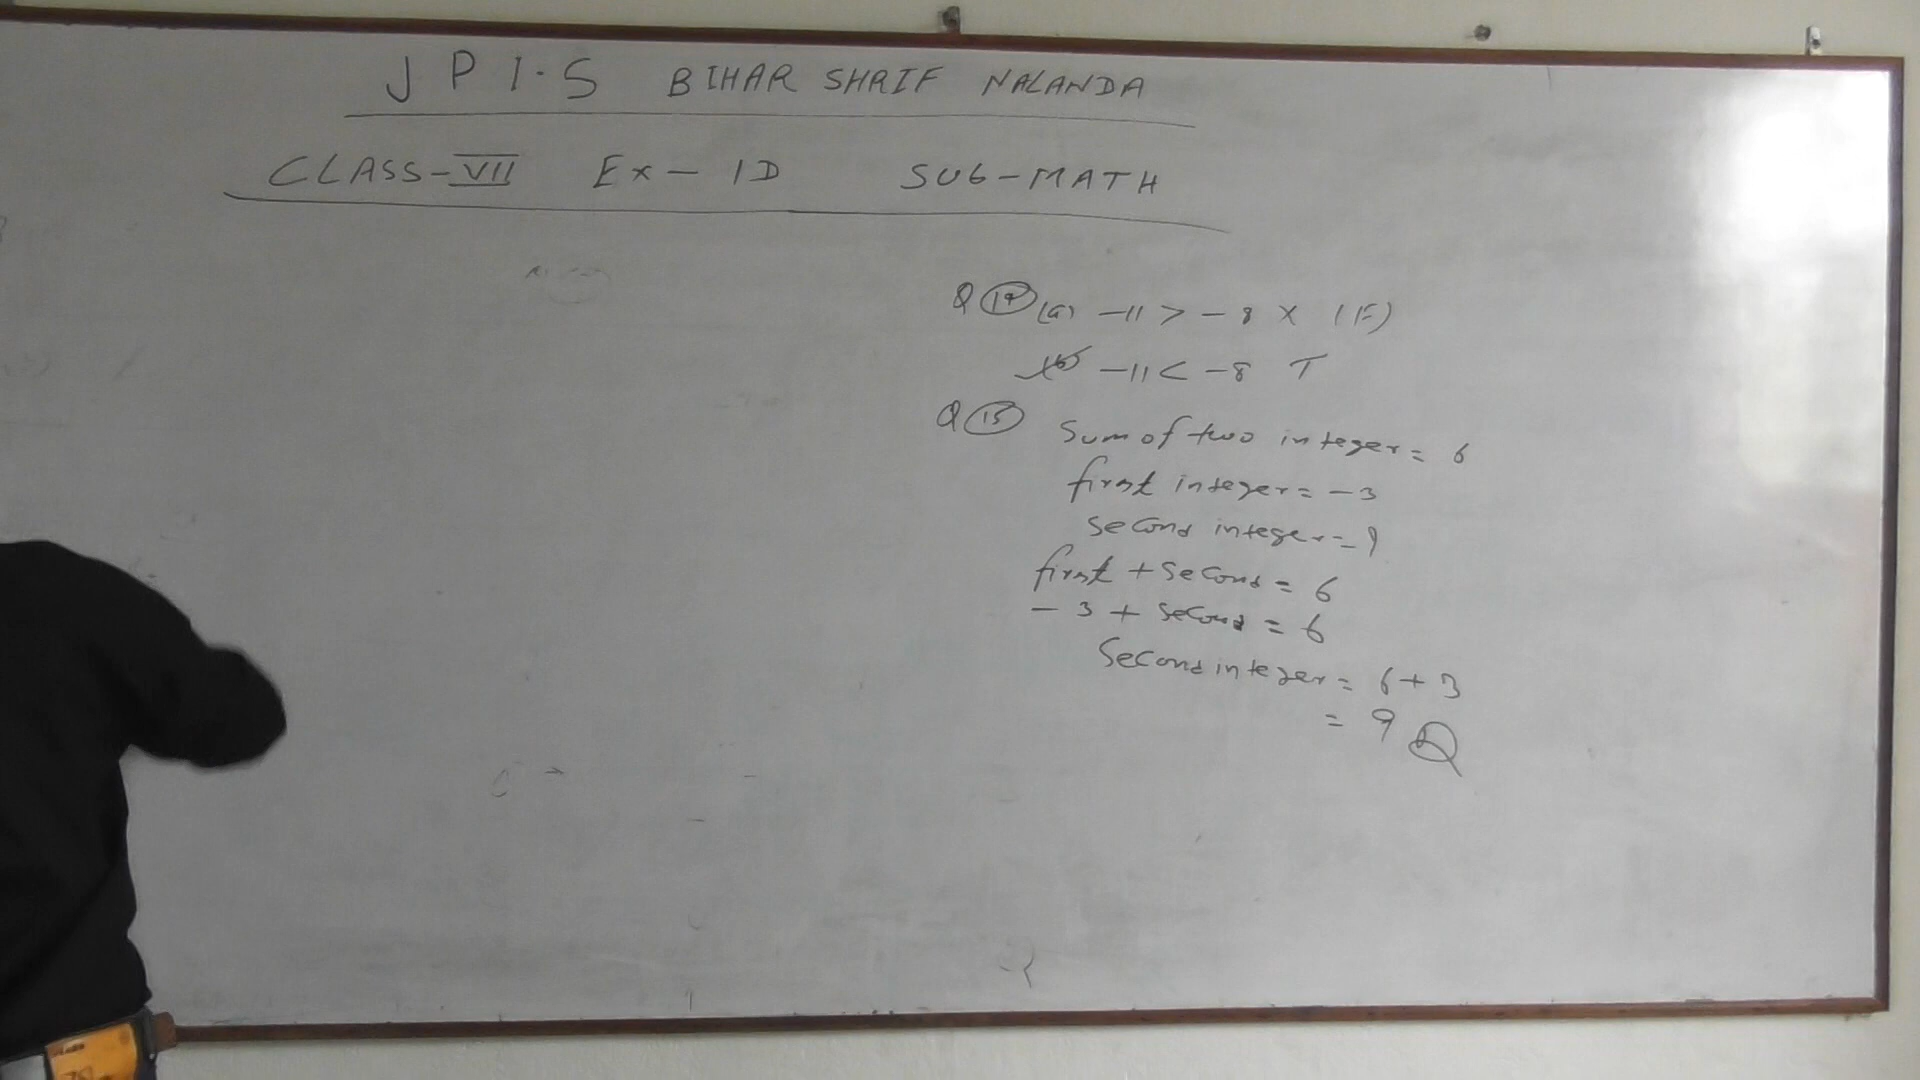 J P I.S BIHAR SHRIF NALANDA
CLASS-VII Ex- 1D SUB-MATH
Q 14 (a) -11 > -8 X (F)
(b) -11 < -8 T
Q 15 Sum of two integer = 6
first integer = -3
second integer = ?
first + second = 6
-3 + second = 6
Second integer = 6+3
= 9